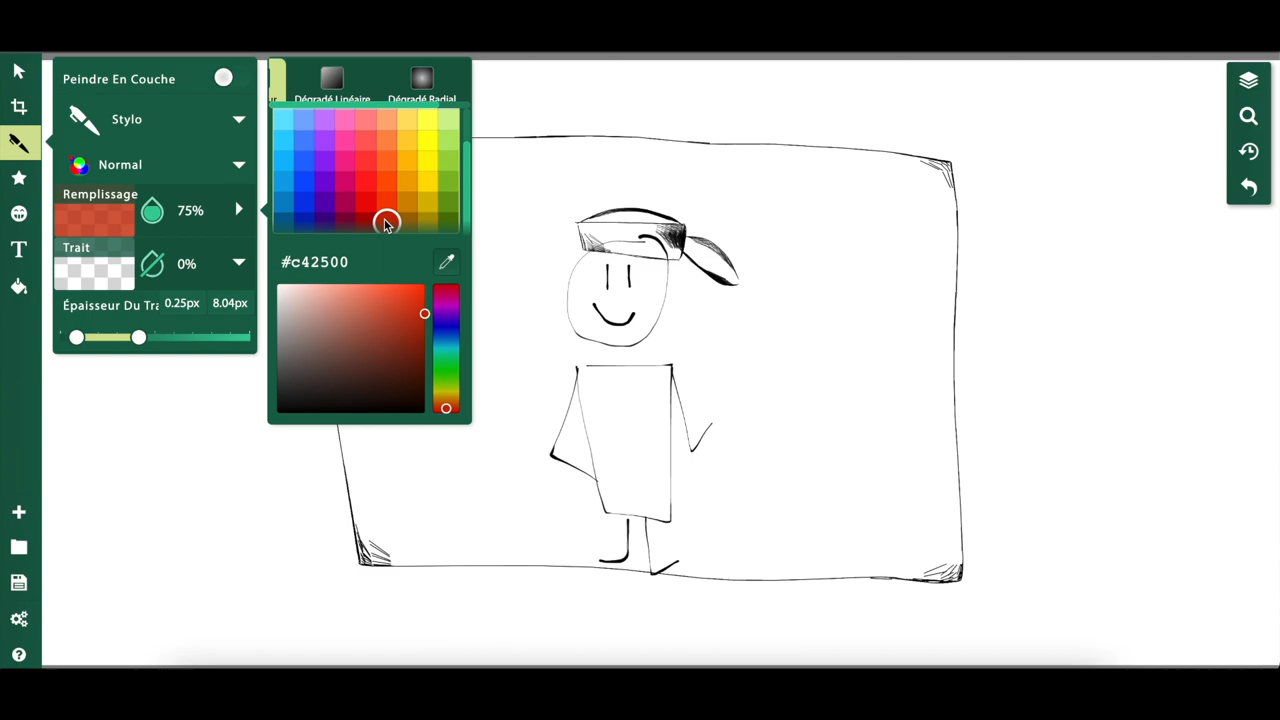 Peindre En Couche
Stylo
Normal
Remplissage
75%
Trait
0%
Épaisseur Du Tra
0.25px
8.04px
Dégradé Linéaire
Dégradé Radial
#c42500
T
?